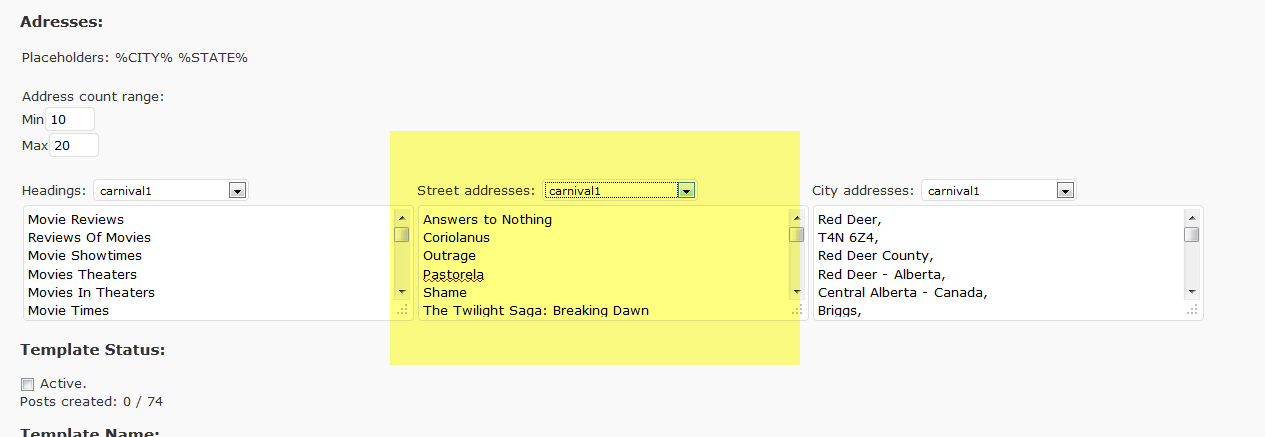 Adresses:
Placeholders: %CITY% %STATE%
Address count range:
Min 10
Max 20
Headings: carnival1
Movie Reviews
Reviews Of Movies
Movie Showtimes
Movies Theaters
Movies In Theaters
Movie Times
Street addresses: carnival1
Answers to Nothing
Coriolanus
Outrage
Pastorela
Shame
The Twilight Saga: Breaking Dawn
City addresses: carnival1
Red Deer,
T4N 6Z4,
Red Deer County,
Red Deer - Alberta,
Central Alberta - Canada,
Briggs,
Template Status:
Active.
Posts created: 0 / 74
Template Name: